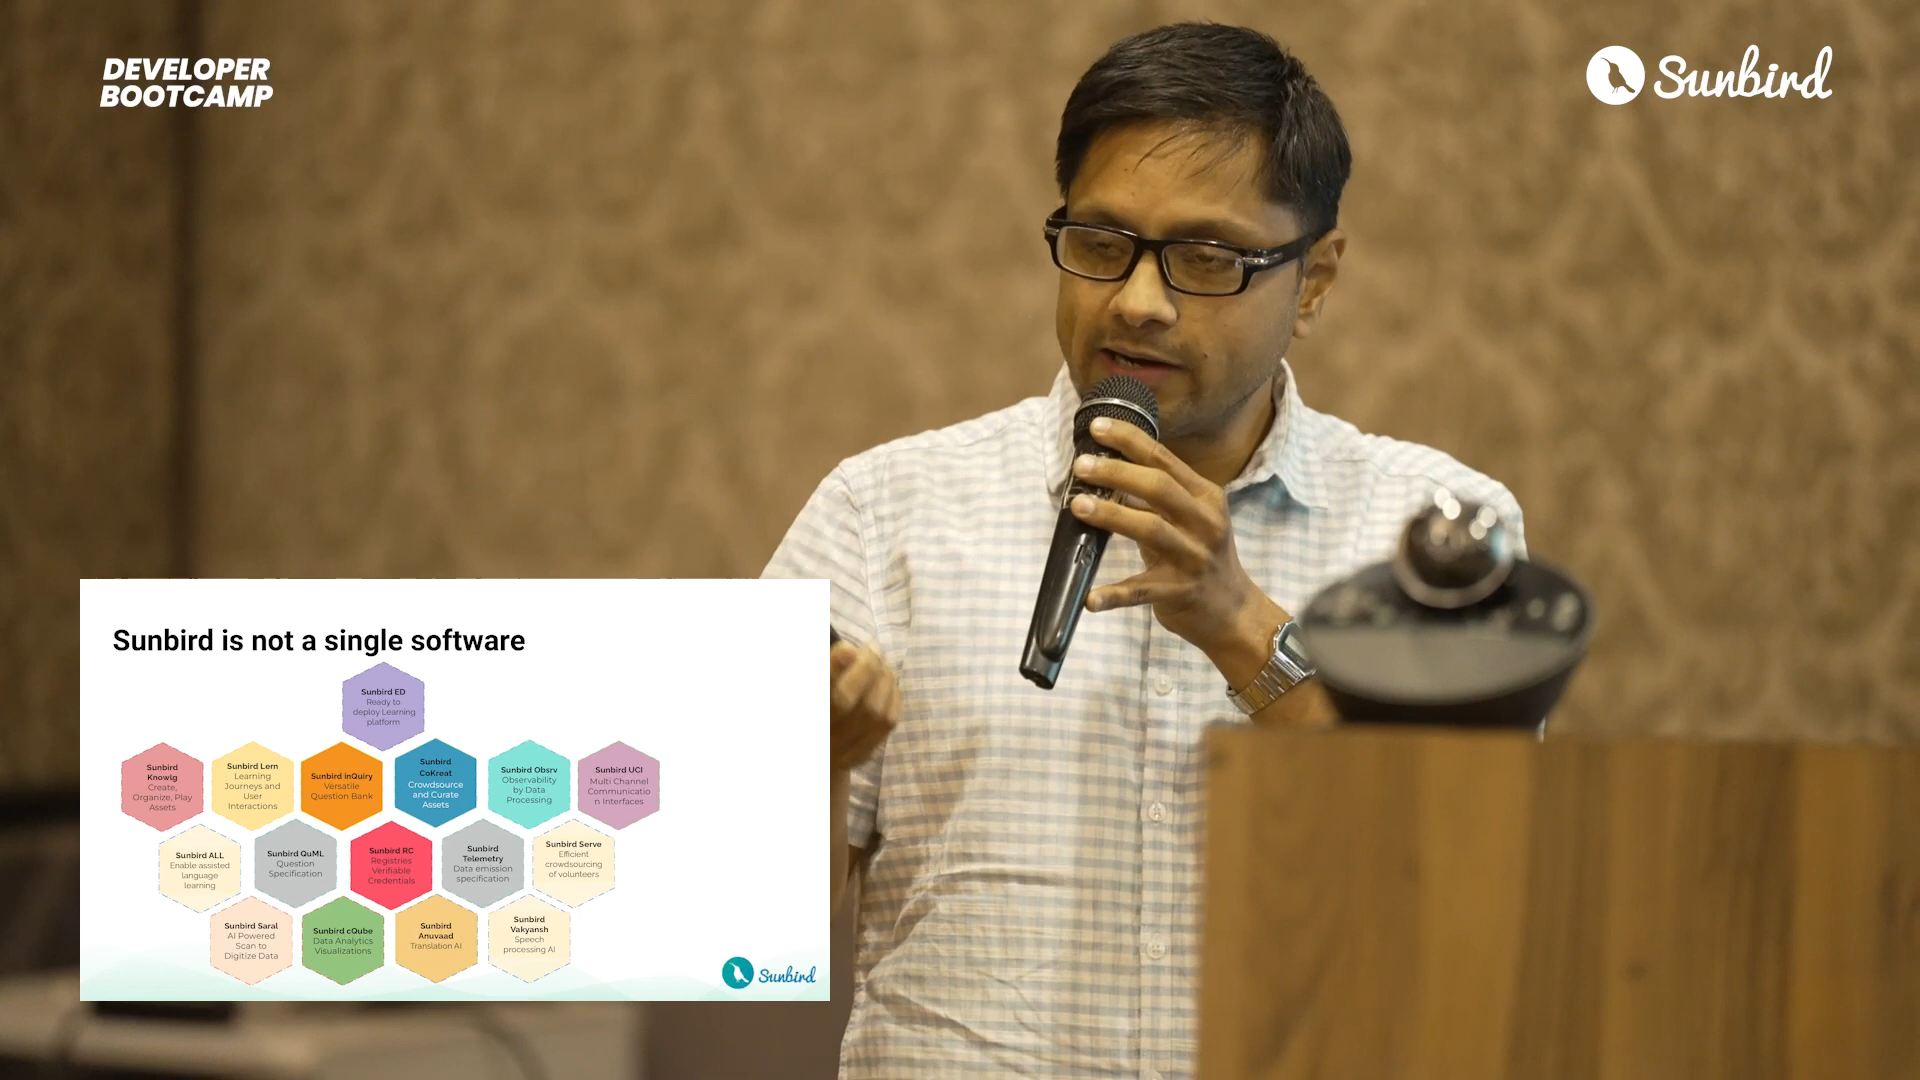 DEVELOPER
BOOTCAMP
Sunbird
Sunbird is not a single software
Sunbird ED
Ready to
deploy Learning
platform
Sunbird
Knowlg
Create,
Organize, Play
Assets
Sunbird Lern
Learning
Journeys and
User
Interactions
Sunbird inQuiry
Versatile
Question Bank
Sunbird
CoKreat
Crowdsource
and Curate
Assets
Sunbird Obsrv
Observability
by Data
Processing
Sunbird UCI
Multi Channel
Communicatio
n Interfaces
Sunbird ALL
Enable assisted
language
learning
Sunbird QuML
Question
Specification
Sunbird RC
Registries
Verifiable
Credentials
Sunbird
Telemetry
Data emission
specification
Sunbird Serve
Efficient
crowdsourcing
of volunteers
Sunbird Saral
AI Powered
Scan to
Digitize Data
Sunbird cQube
Data Analytics
Visualizations
Sunbird
Anuvaad
Translation AI
Sunbird
Vakyansh
Speech
processing AI
Sunbird